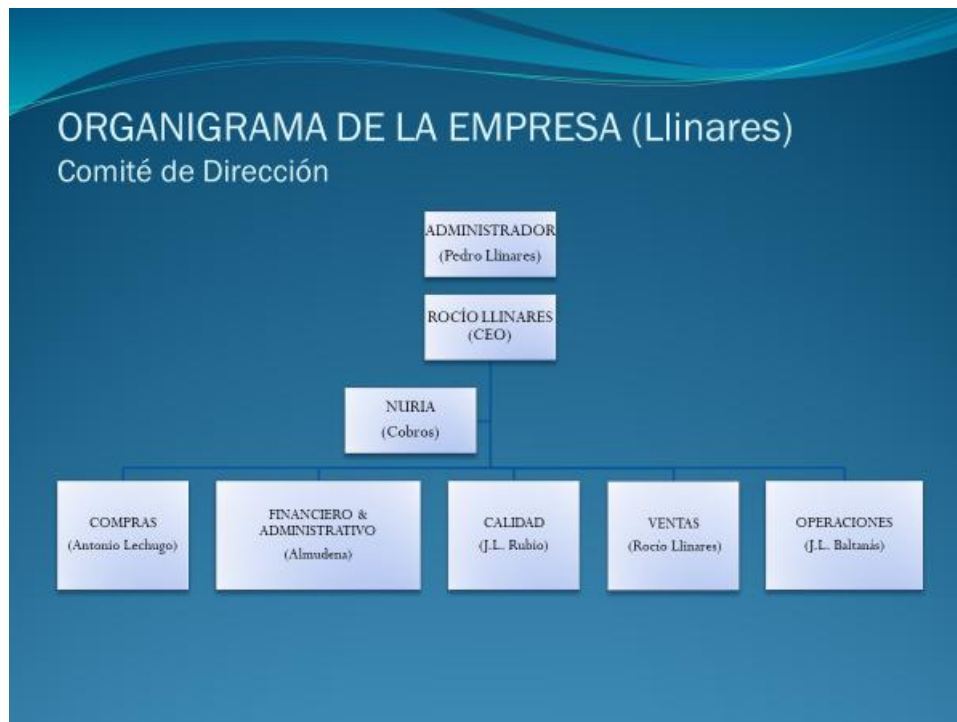 ORGANIGRAMA DE LA EMPRESA (Llinares)
Comité de Dirección
ADMINISTRADOR
(Pedro Llinares)
ROCÍO LLINARES
(CEO)
NURIA
(Cobros)
COMPRAS
(Antonio Lechugo)
FINANCIERO &
ADMINISTRATIVO
(Almudena)
CALIDAD
(J.L. Rubio)
VENTAS
(Rocío Llinares)
OPERACIONES
(J.L. Baltanás)